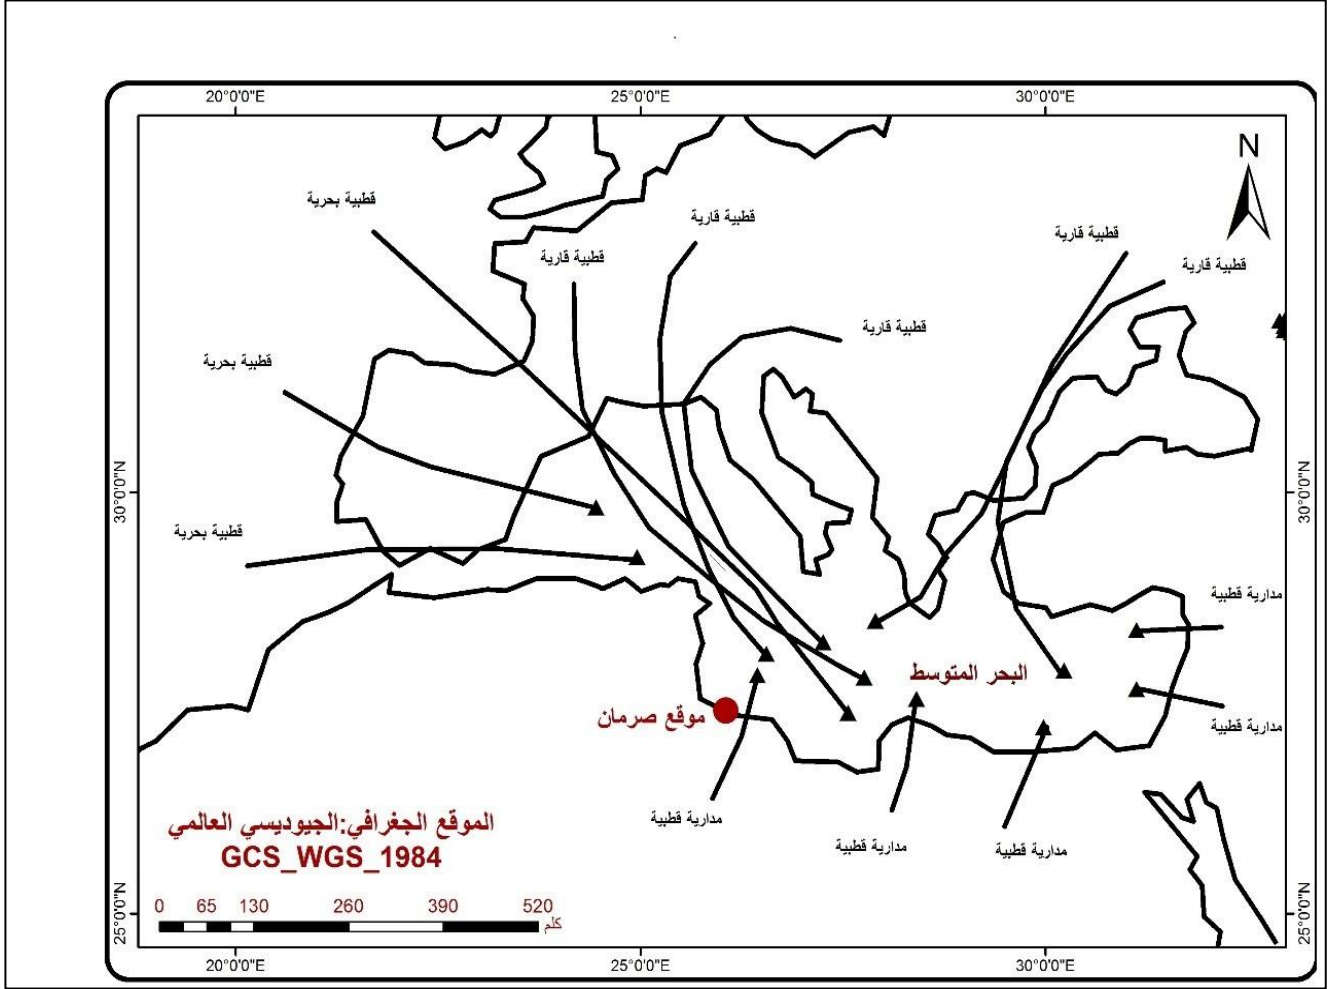 20°0'0"E
25°0'0"E
30°0'0"E
N
قطبية بحرية
قطبية قارية
قطبية قارية
قطبية قارية
قطبية قارية
قطبية قارية
قطبية بحرية
30°0'0"N
30°0'0"N
قطبية بحرية
مدارية قطبية
البحر المتوسط
موقع صرمان
مدارية قطبية
مدارية قطبية
مدارية قطبية
مدارية قطبية
الموقع الجغرافي:الجيوديسي العالمي
GCS_WGS_1984
0 65 130 260 390 520
كلم
25°0'0"N
25°0'0"N
20°0'0"E
25°0'0"E
30°0'0"E